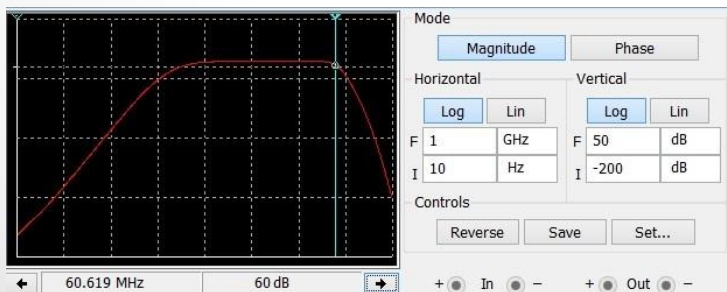 Mode
Magnitude Phase
Horizontal Vertical
Log Lin Log Lin
F 1 GHz F 50 dB
I 10 Hz I -200 dB
Controls
Reverse Save Set...
60.619 MHz 60 dB
+ In - + Out -